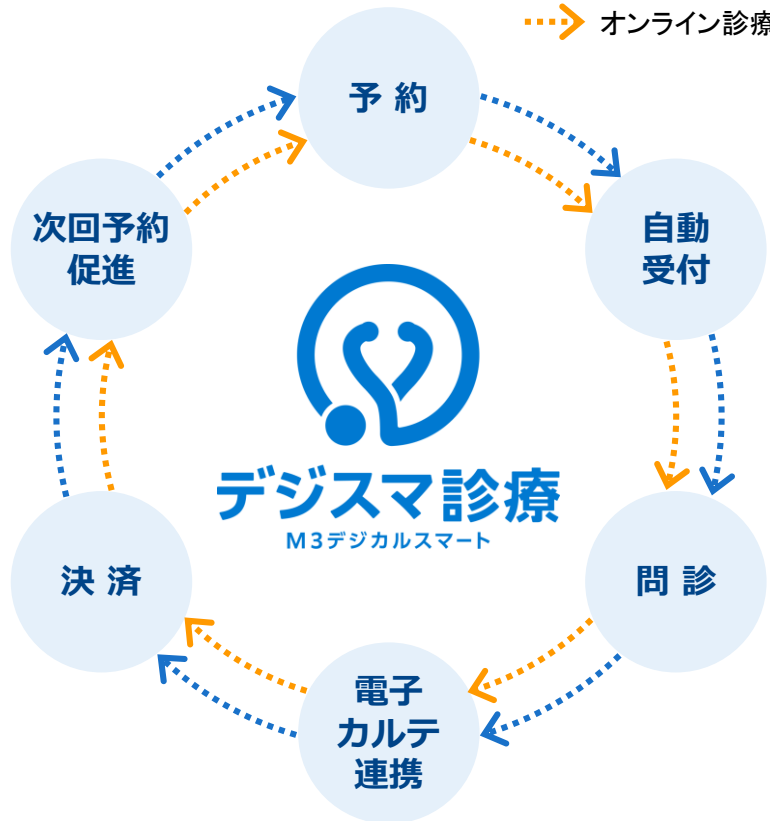 オンライン診療
予約
自動
受付
次回予約
促進
デジスマ診療
M3デジカルスマート
決済
問診
電子
カルテ
連携